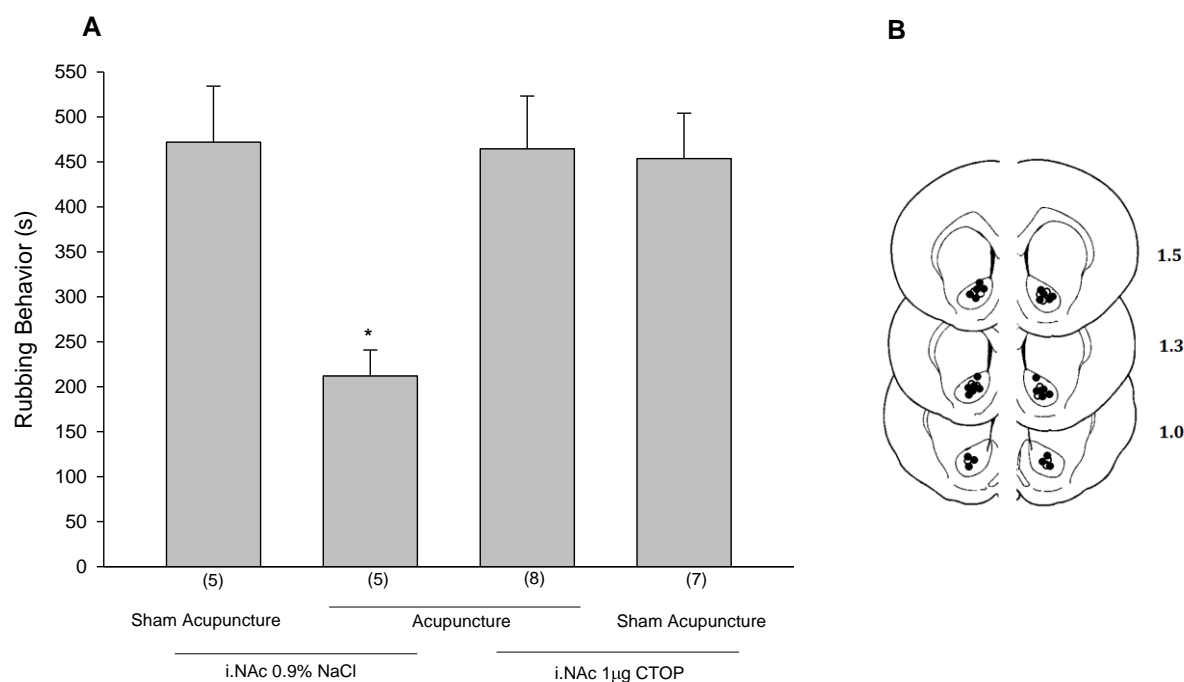 A
B
Rubbing Behavior (s)
550
500
450
400
350
300
250
200
150
100
50
0
*
(5)
(5)
(8)
(7)
Sham Acupuncture
Acupuncture
Sham Acupuncture
i.NAc 0.9% NaCl
i.NAc 1μg CTOP
1.5
1.3
1.0